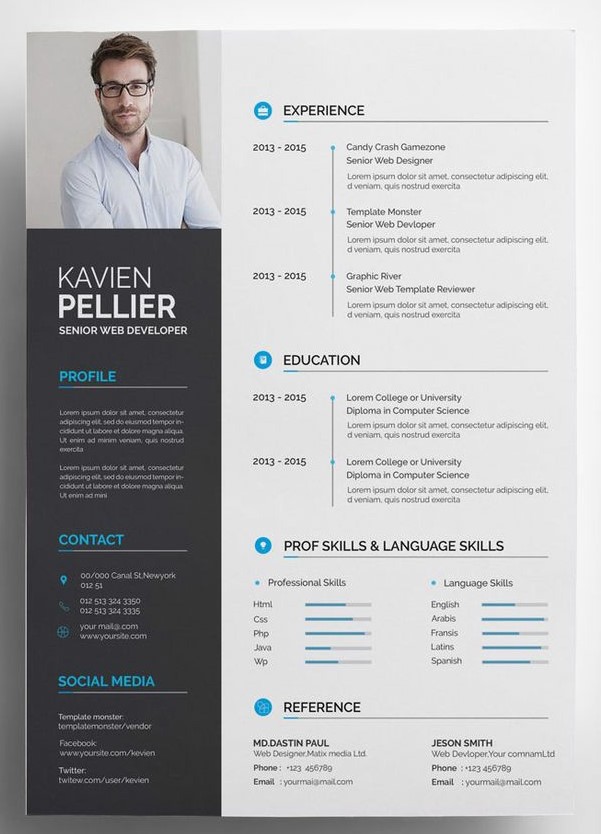 KAVIEN
PELLIER
SENIOR WEB DEVELOPER
PROFILE
Lorem ipsum dolor sit amet, consectetur
adipiscing elit, sed do eiusmod tempor in-
cididunt ut labore et dolore magna aliqua.
Ut enim ad minim veniam, quis nostrud
exercita
Lorem ipsum dolor sit amet, consectetur
adipiscing elit, sed do eiusmod tempor in-
cididunt ut labore et dolore magna aliqua.
Ut enim ad mini
CONTACT
00/000 Canal St,Newyork
012 51
012 513 324 3350
012 513 324 3335
your mail@.com
www.yoursite.com
SOCIAL MEDIA
Template monster:
templatemonster/vendor
Facebook:
www.yoursite/kevien
Twitter:
twitew.com/user/kevien
EXPERIENCE
2013 - 2015
Candy Crash Gamezone
Senior Web Designer
Lorem ipsum dolor sit amet, consectetur adipiscing elit,
d veniam, quis nostrud exercita
2013 - 2015
Template Monster
Senior Web Devloper
Lorem ipsum dolor sit amet, consectetur adipiscing elit,
d veniam, quis nostrud exercita
2013 - 2015
Graphic River
Senior Web Template Reviewer
Lorem ipsum dolor sit amet, consectetur adipiscing elit,
d veniam, quis nostrud exercita
EDUCATION
2013 - 2015
Lorem College or University
Diploma in Computer Science
Lorem ipsum dolor sit amet, consectetur adipiscing elit,
d veniam, quis nostrud exercita
2013 - 2015
Lorem College or University
Diploma in Computer Science
Lorem ipsum dolor sit amet, consectetur adipiscing elit,
d veniam, quis nostrud exercita
PROF SKILLS & LANGUAGE SKILLS
Professional Skills
Html
Css
Php
Java
Wp
Language Skills
English
Arabis
Fransis
Latins
Spanish
REFERENCE
MD.DASTIN PAUL
Web Designer,Matix media Ltd.
Phone : +123 456789
Email : yourmai@mail.com
JESON SMITH
Web Devloper,Your comnamLtd
Phone : +123 456789
Email : yourmail@mail.com